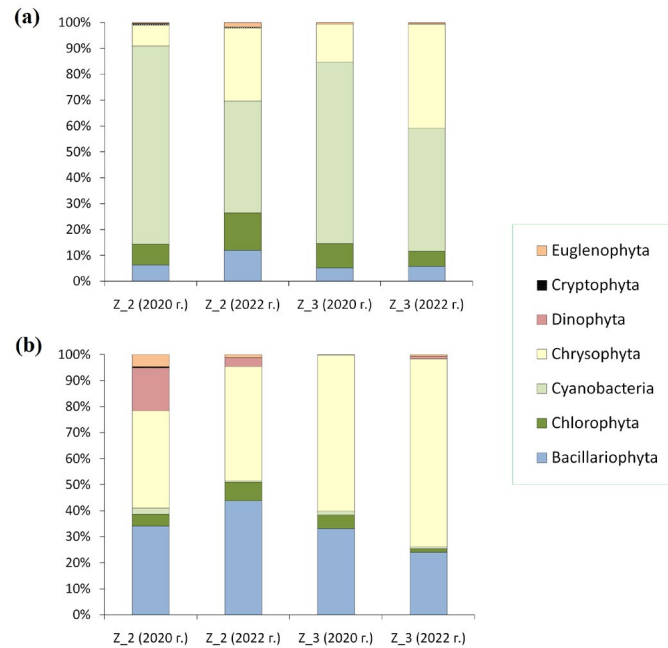 (a)
100%
90%
80%
70%
60%
50%
40%
30%
20%
10%
0%
Z_2 (2020 г.) Z_2 (2022 г.) Z_3 (2020 г.) Z_3 (2022 г.)
Euglenophyta
Cryptophyta
Dinophyta
Chrysophyta
Cyanobacteria
Chlorophyta
Bacillariophyta
(b)
100%
90%
80%
70%
60%
50%
40%
30%
20%
10%
0%
Z_2 (2020 г.) Z_2 (2022 г.) Z_3 (2020 г.) Z_3 (2022 г.)